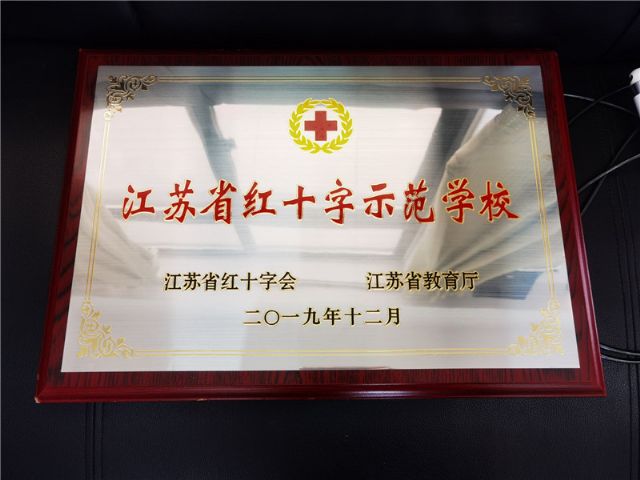 江苏省红十字示范学校
江苏省红十字会 江苏省教育厅
二〇一九年十二月